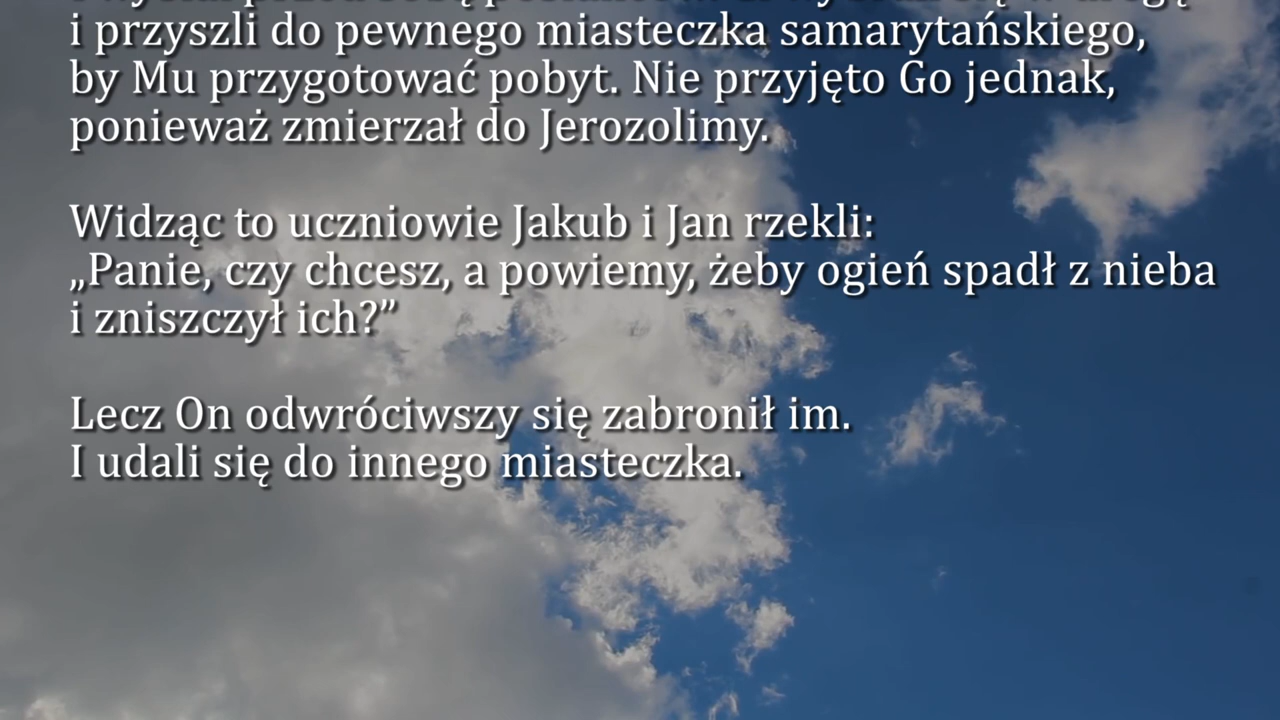 i przyszli do pewnego miasteczka samarytańskiego,
by Mu przygotować pobyt. Nie przyjęto Go jednak,
ponieważ zmierzał do Jerozolimy.
Widząc to uczniowie Jakub i Jan rzekli:
„Panie, czy chcesz, a powiemy, żeby ogień spadł z nieba
i zniszczył ich?”
Lecz On odwróciwszy się zabronił im.
I udali się do innego miasteczka.